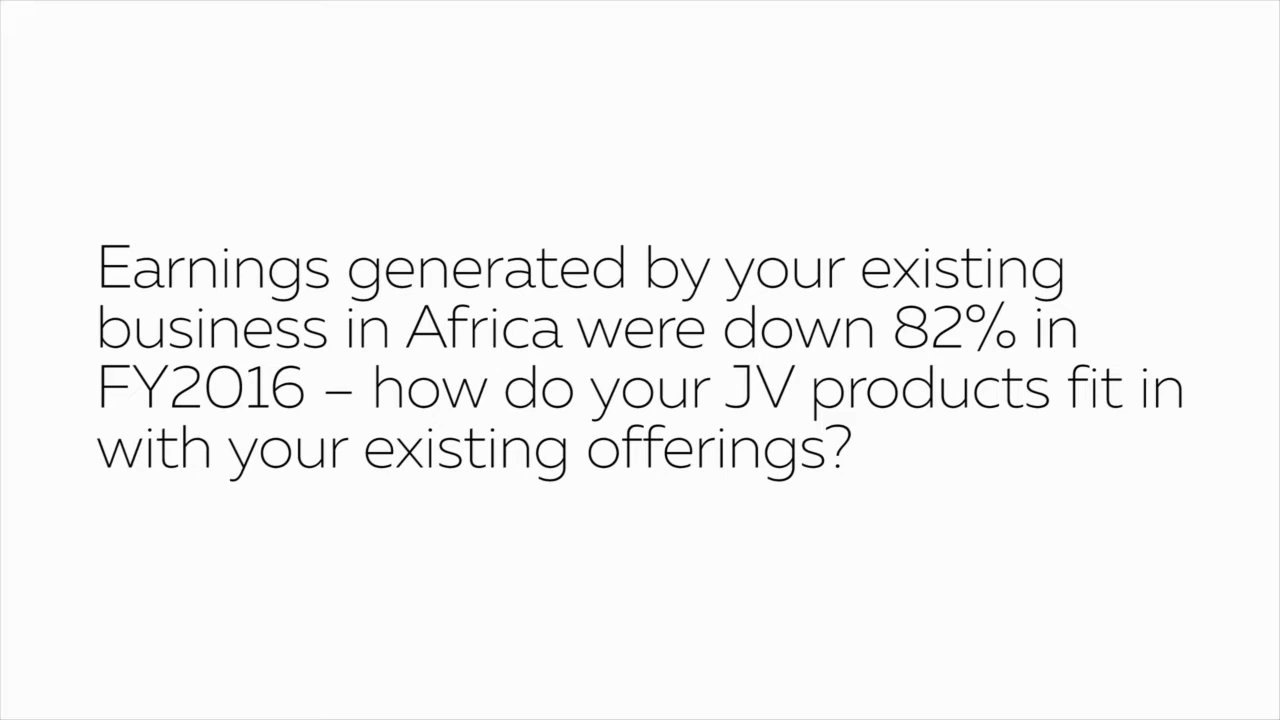 Earnings generated by your existing
business in Africa were down 82% in
FY2016 – how do your JV products fit in
with your existing offerings?